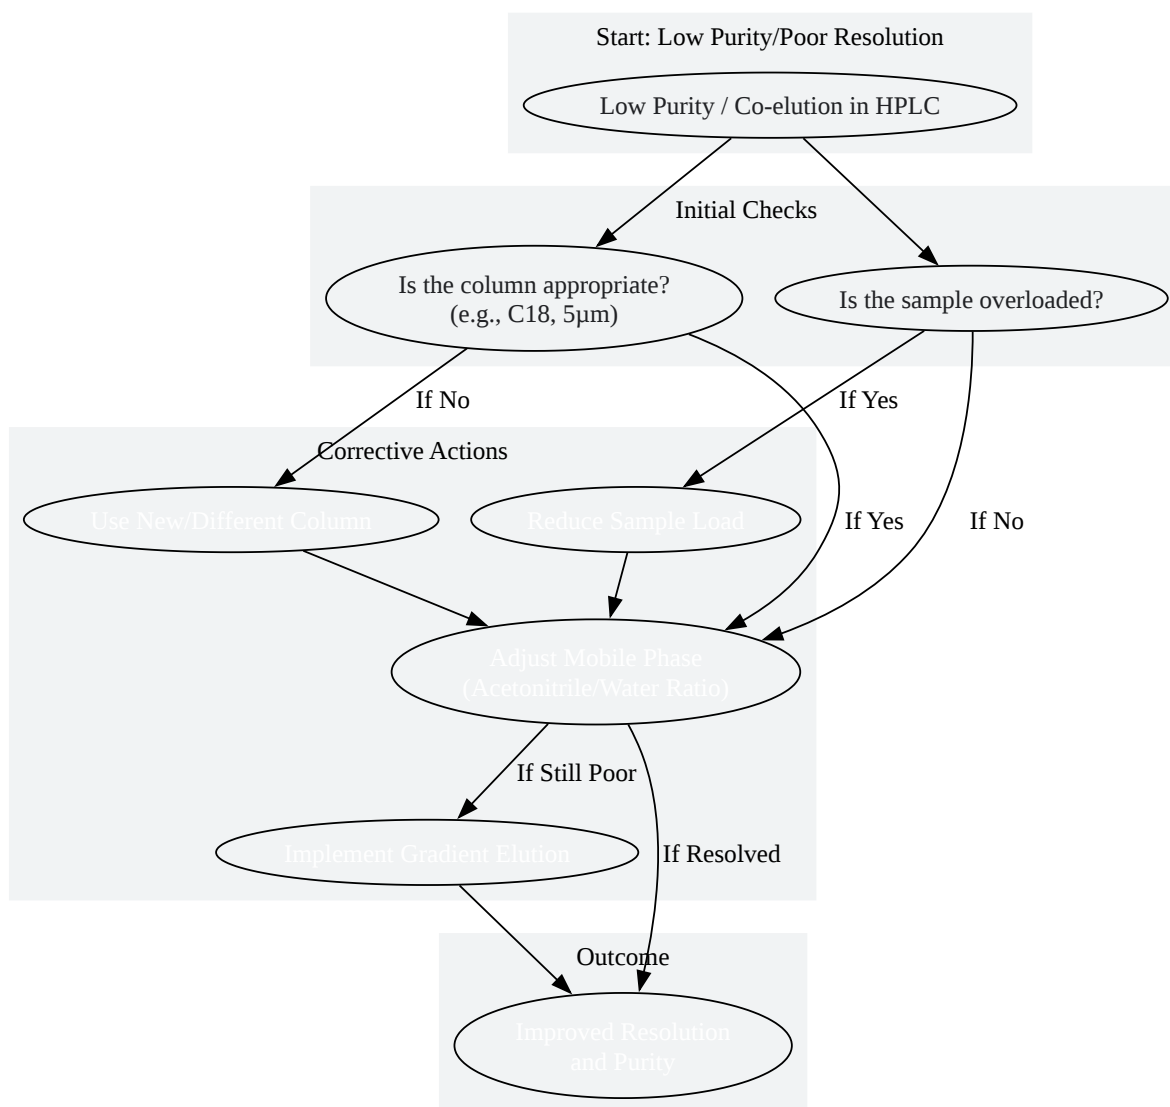 Start: Low Purity/Poor Resolution
Low Purity / Co-elution in HPLC
Initial Checks
Is the column appropriate?
(e.g., C18, 5µm)
Is the sample overloaded?
If No
If Yes
Corrective Actions
Use New/Different Column
Reduce Sample Load
If Yes
If No
Adjust Mobile Phase
(Acetonitrile/Water Ratio)
If Still Poor
Implement Gradient Elution
If Resolved
Outcome
Improved Resolution
and Purity